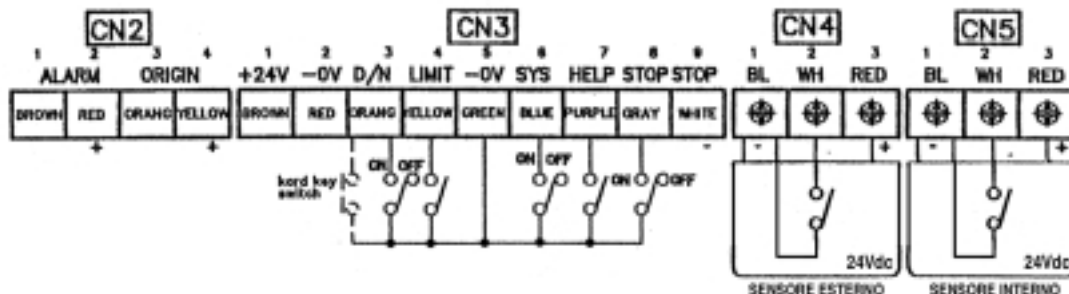 CN2 CN3 CN4 CN5
1 2 3 4 1 2 3 4 5 6 7 8 9 1 2 3 1 2 3
ALARM ORIGIN +24V -0V D/N LIMIT -0V SYS HELP STOP STOP BL WH RED BL WH RED
BROWN RED ORANG YELLOW BROWN RED ORANG YELLOW GREEN BLUE PURPLE GRAY WHITE
+ + - - + - +
ON OFF ON OFF ON OFF
kord key
switch
24Vdc 24Vdc
SENSORE ESTERNO SENSORE INTERNO